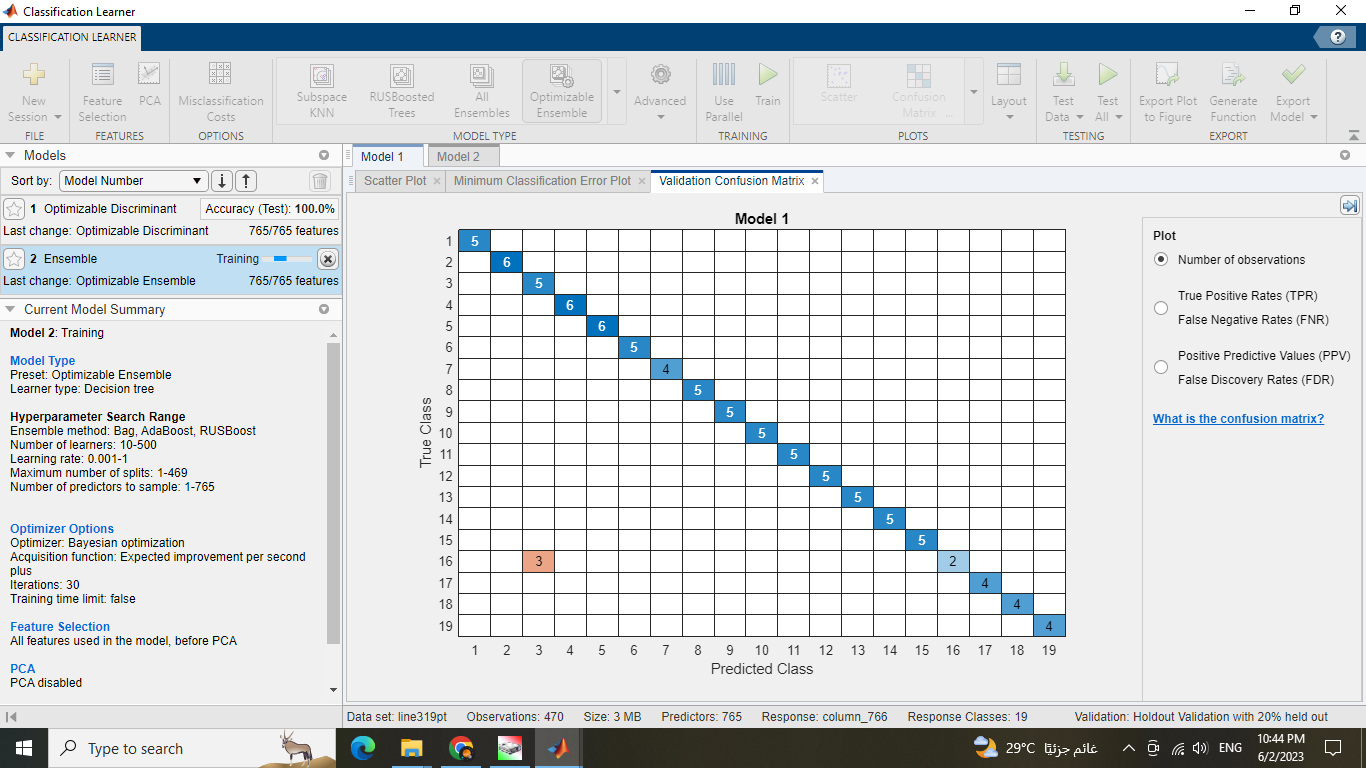 Classification Learner
CLASSIFICATION LEARNER
?
New Session
Feature Selection
PCA
Misclassification Costs
Subspace KNN
RUSBoosted Trees
All Ensembles
Optimizable Ensemble
Advanced
Use Parallel
Train
Scatter
Confusion Matrix ...
Layout
Test Data
Test All
Export Plot to Figure
Generate Function
Export Model
FILE FEATURES OPTIONS MODEL TYPE TRAINING PLOTS TESTING EXPORT
Models
Sort by: Model Number
1 Optimizable Discriminant Accuracy (Test): 100.0%
Last change: Optimizable Discriminant 765/765 features
2 Ensemble Training
Last change: Optimizable Ensemble 765/765 features
Current Model Summary
Model 2: Training
Model Type
Preset: Optimizable Ensemble
Learner type: Decision tree
Hyperparameter Search Range
Ensemble method: Bag, AdaBoost, RUSBoost
Number of learners: 10-500
Learning rate: 0.001-1
Maximum number of splits: 1-469
Number of predictors to sample: 1-765
Optimizer Options
Optimizer: Bayesian optimization
Acquisition function: Expected improvement per second
plus
Iterations: 30
Training time limit: false
Feature Selection
All features used in the model, before PCA
PCA
PCA disabled
Model 1 Model 2
Scatter Plot Minimum Classification Error Plot Validation Confusion Matrix
Model 1
True Class
1 5
2 6
3 5
4 6
5 6
6 5
7 4
8 5
9 5
10 5
11 5
12 5
13 5
14 5
15 5
16 3 2
17 4
18 4
19 4
1 2 3 4 5 6 7 8 9 10 11 12 13 14 15 16 17 18 19
Predicted Class
Plot
Number of observations
True Positive Rates (TPR)
False Negative Rates (FNR)
Positive Predictive Values (PPV)
False Discovery Rates (FDR)
What is the confusion matrix?
Data set: line319pt Observations: 470 Size: 3 MB Predictors: 765 Response: column_766 Response Classes: 19 Validation: Holdout Validation with 20% held out
Type to search
29°C غائم جزئيًا
ENG
10:44 PM
6/2/2023